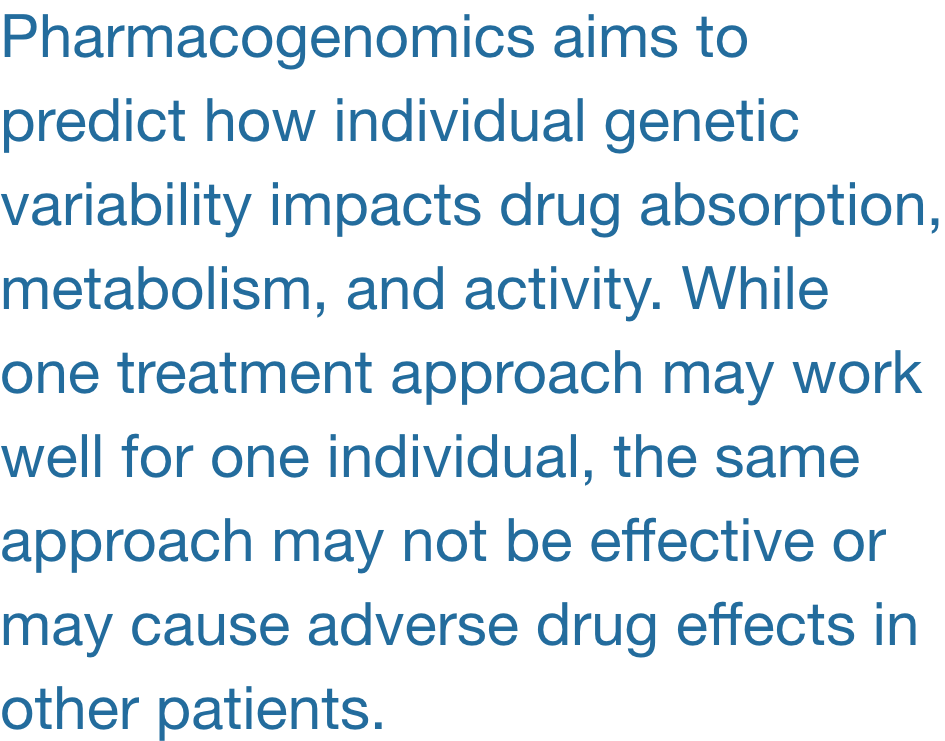 Pharmacogenomics aims to
predict how individual genetic
variability impacts drug absorption,
metabolism, and activity. While
one treatment approach may work
well for one individual, the same
approach may not be effective or
may cause adverse drug effects in
other patients.